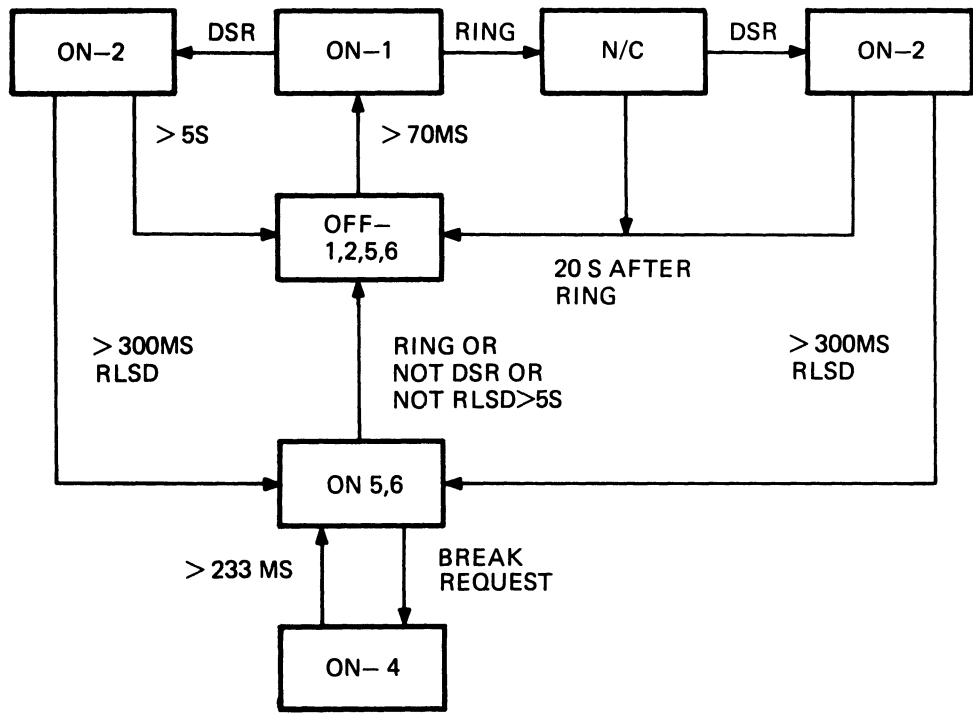 ON–2
DSR
ON–1
RING
N/C
DSR
ON–2
> 5S
> 70MS
OFF–
1,2,5,6
20 S AFTER
RING
> 300MS
RLSD
RING OR
NOT DSR OR
NOT RLSD>5S
> 300MS
RLSD
ON 5,6
> 233 MS
BREAK
REQUEST
ON– 4